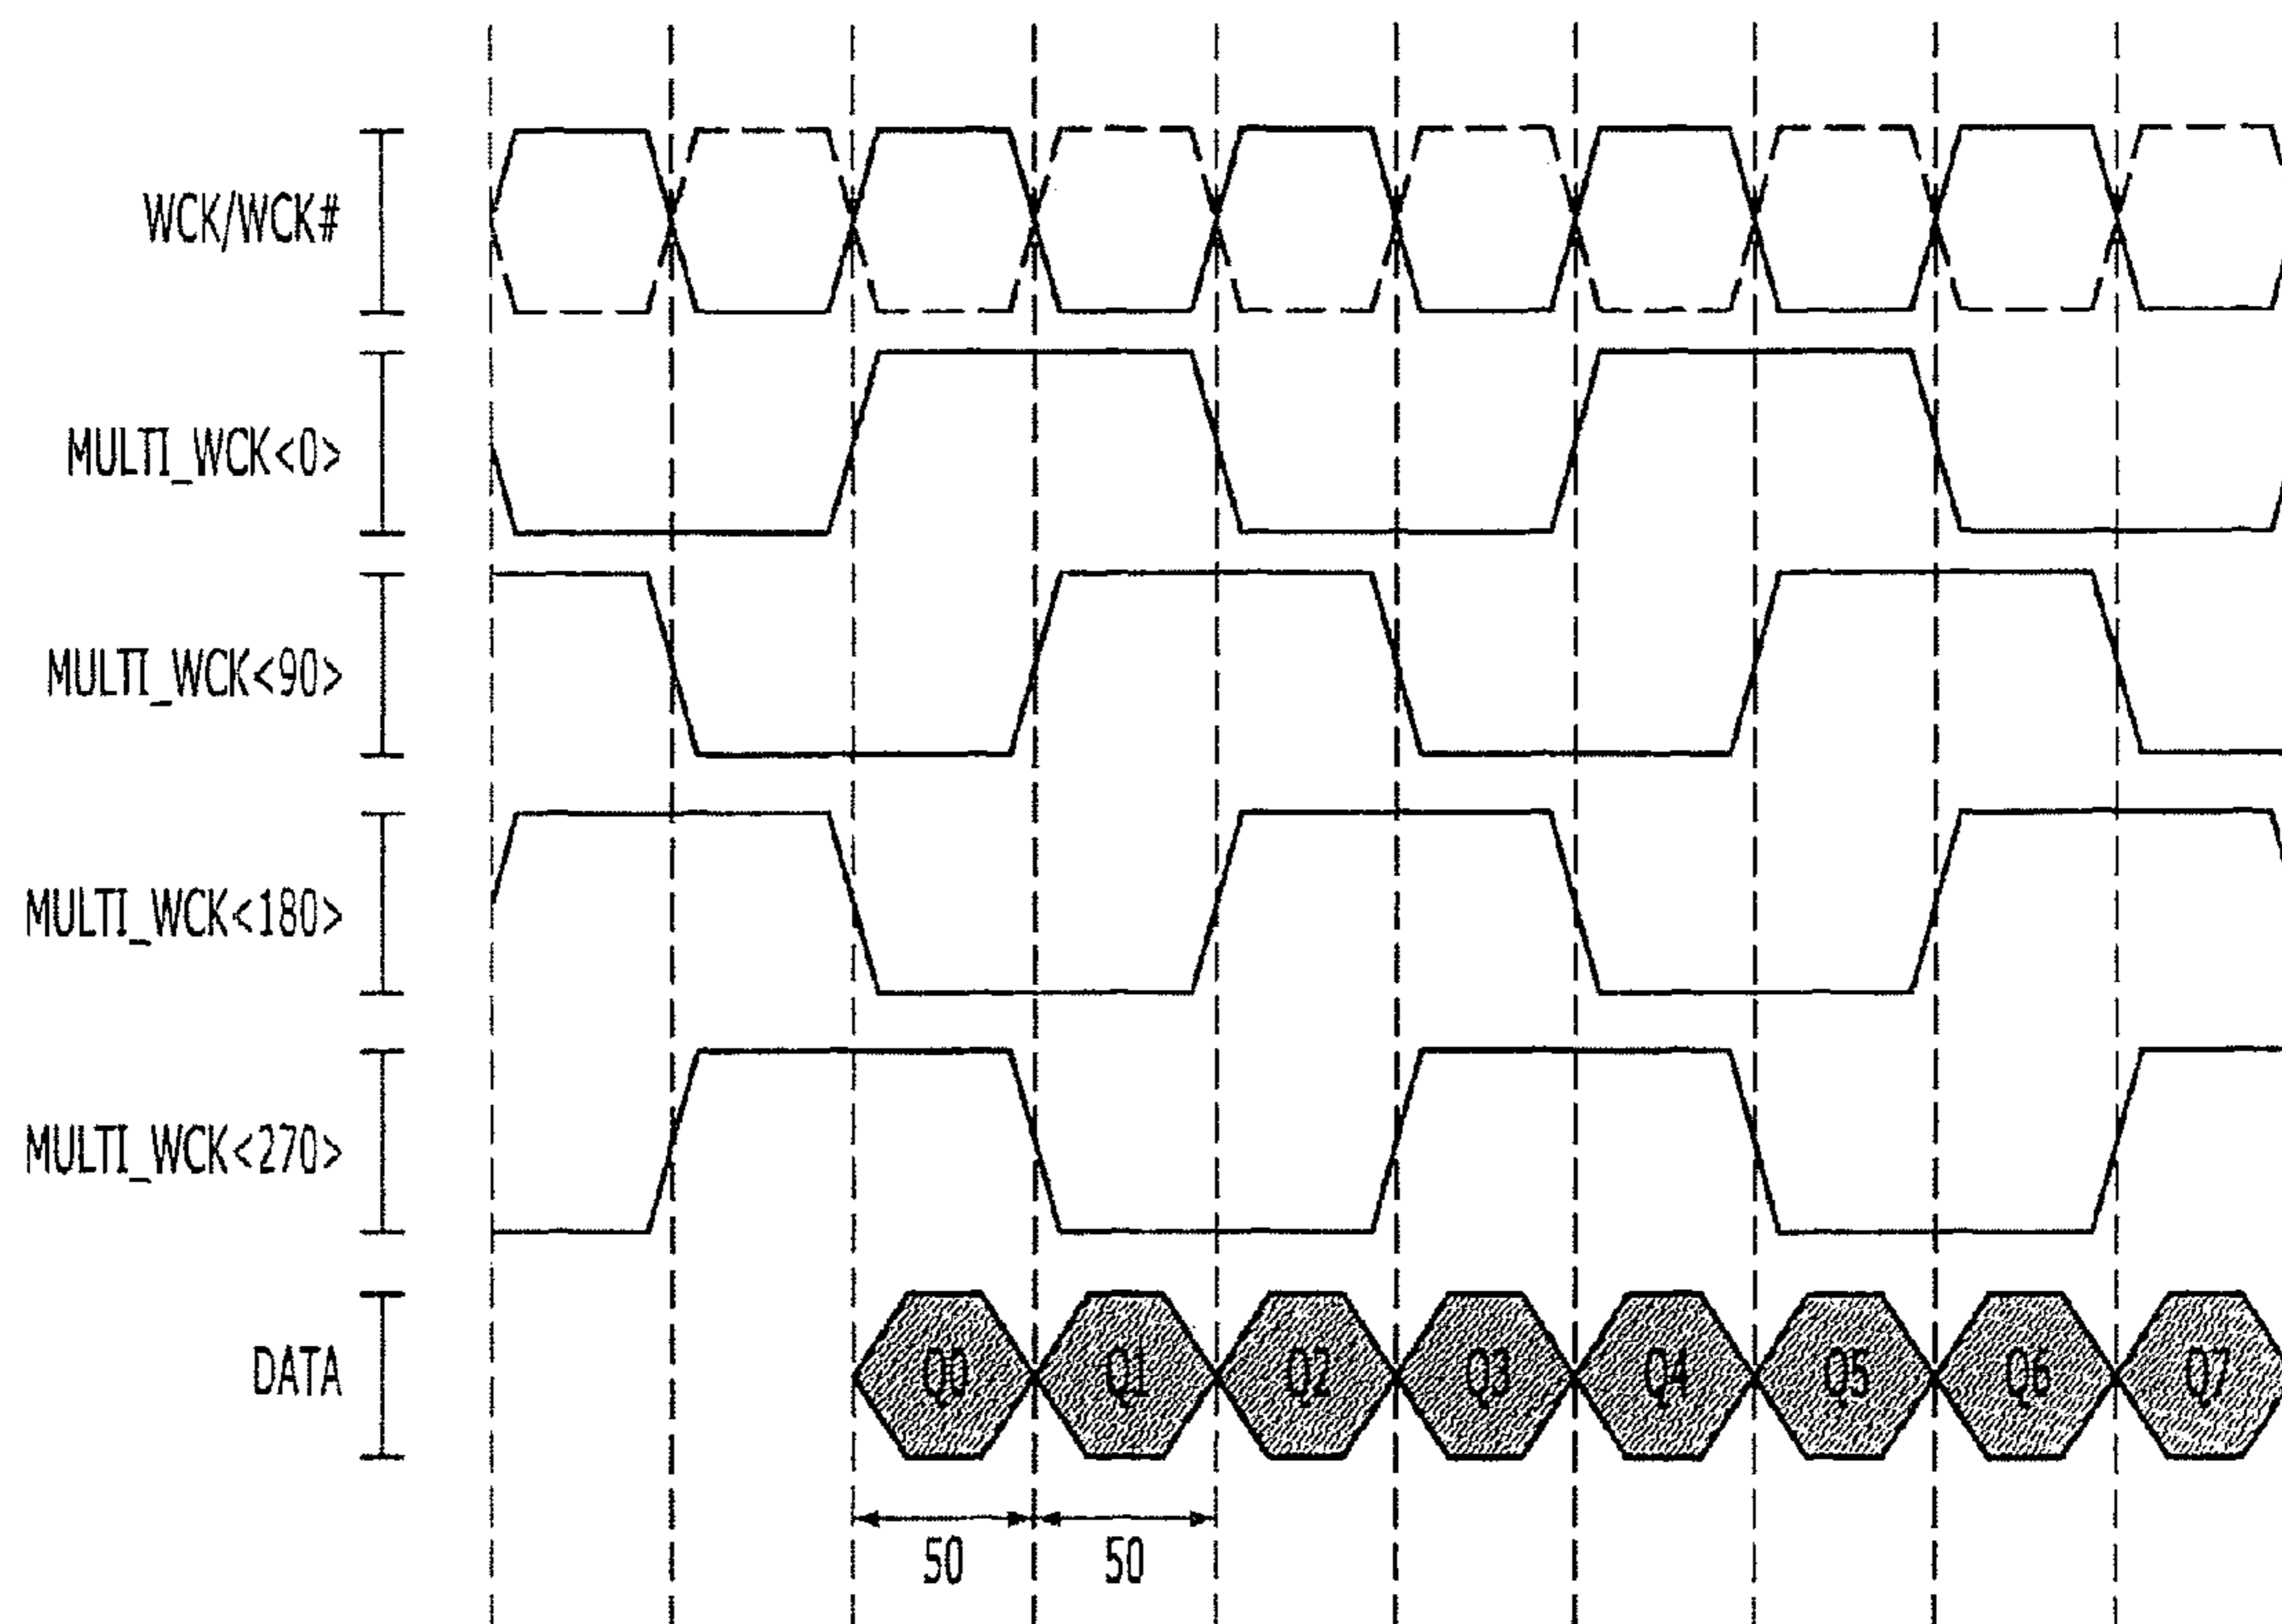 WCK/WCK#
MULTI_WCK<0>
MULTI_WCK<90>
MULTI_WCK<180>
MULTI_WCK<270>
DATA Q0 Q1 Q2 Q3 Q4 Q5 Q6 Q7
50 50